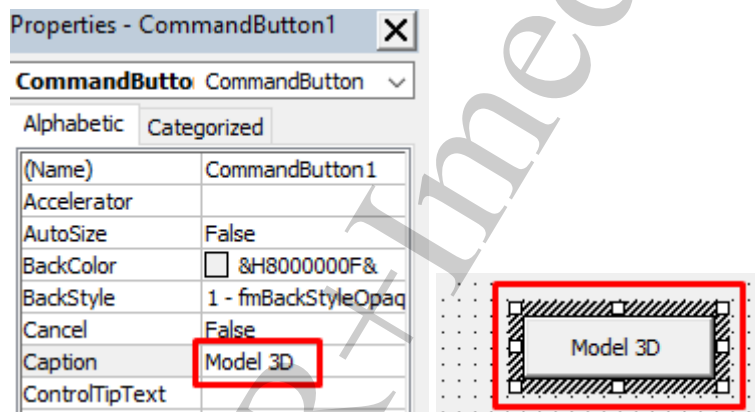 Properties - CommandButton1
CommandButto CommandButton
Alphabetic Categorized
(Name) CommandButton1
Accelerator
AutoSize False
BackColor &H8000000F&
BackStyle 1 - fmBackStyleOpaq
Cancel False
Caption Model 3D
ControlTipText
Model 3D